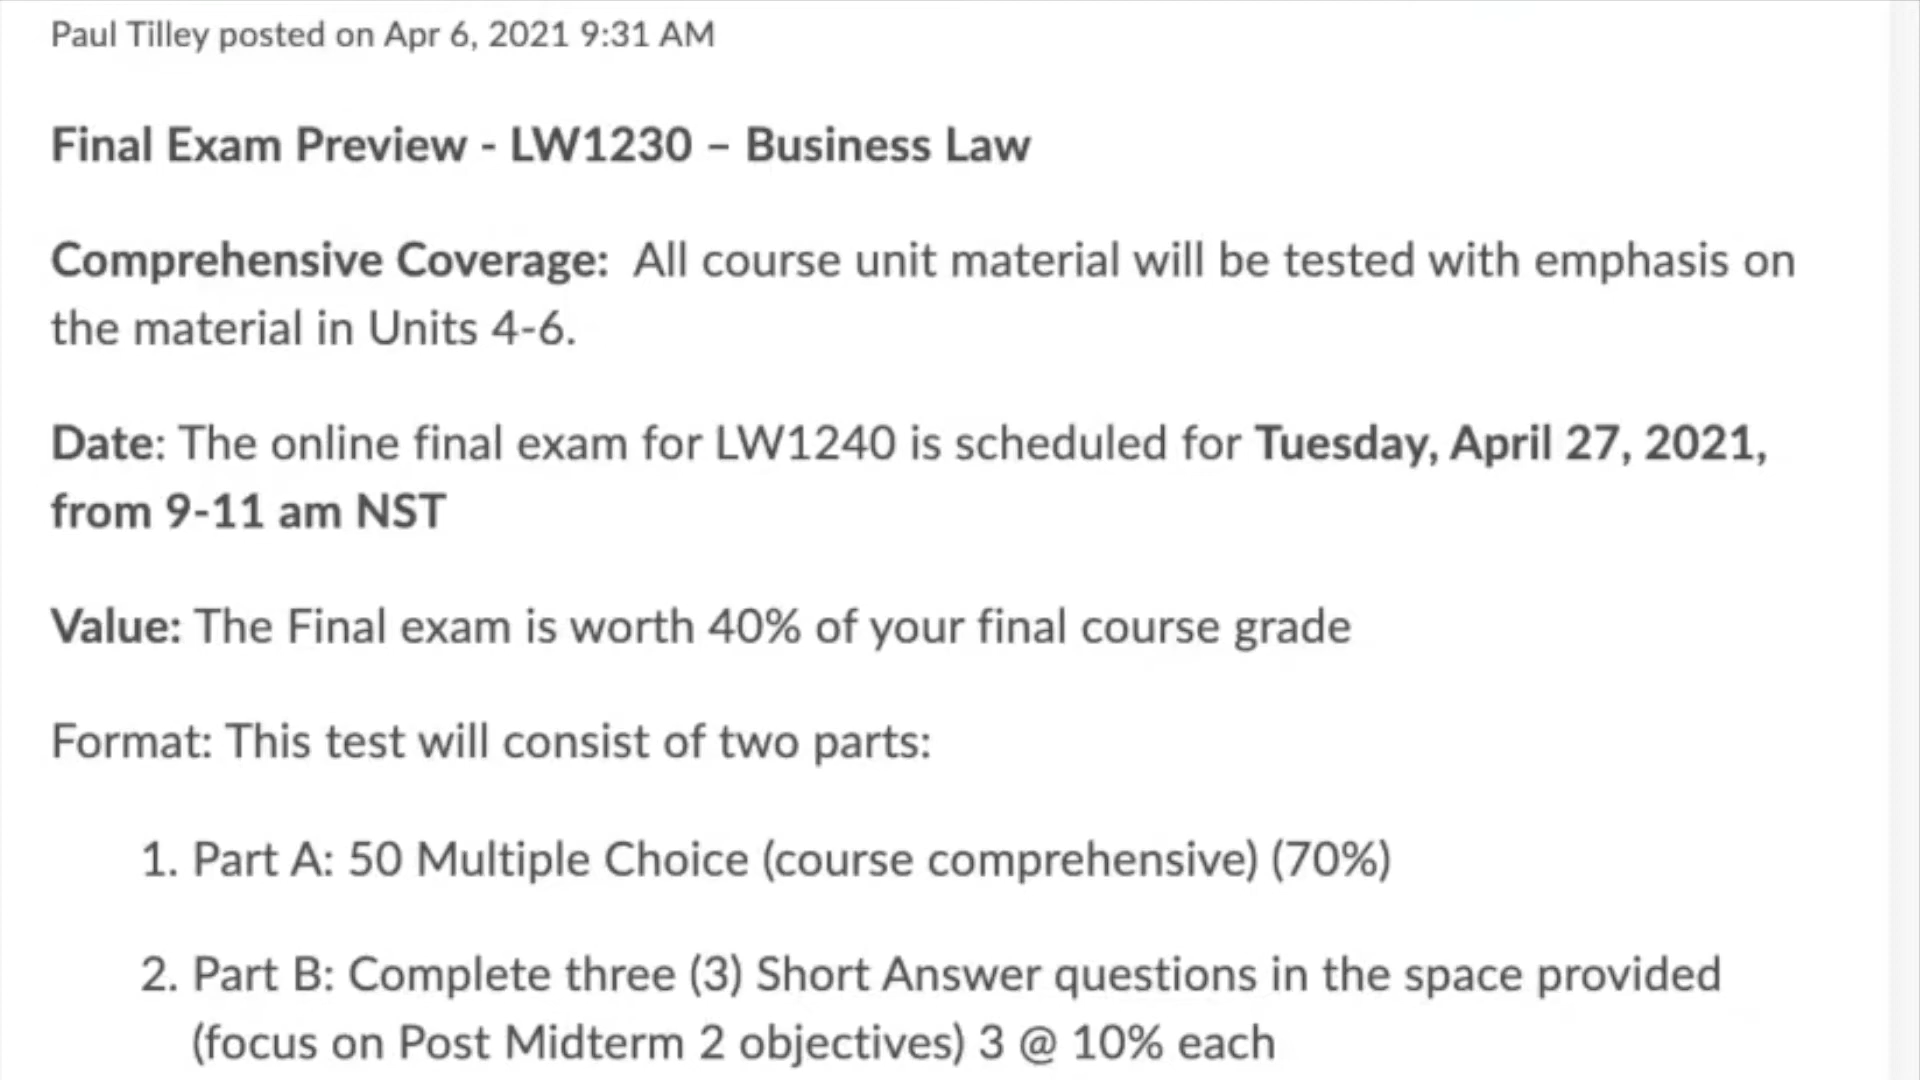 Paul Tilley posted on Apr 6, 2021 9:31 AM
Final Exam Preview - LW1230 – Business Law
Comprehensive Coverage: All course unit material will be tested with emphasis on
the material in Units 4-6.
Date: The online final exam for LW1240 is scheduled for Tuesday, April 27, 2021,
from 9-11 am NST
Value: The Final exam is worth 40% of your final course grade
Format: This test will consist of two parts:
1. Part A: 50 Multiple Choice (course comprehensive) (70%)
2. Part B: Complete three (3) Short Answer questions in the space provided
(focus on Post Midterm 2 objectives) 3 @ 10% each